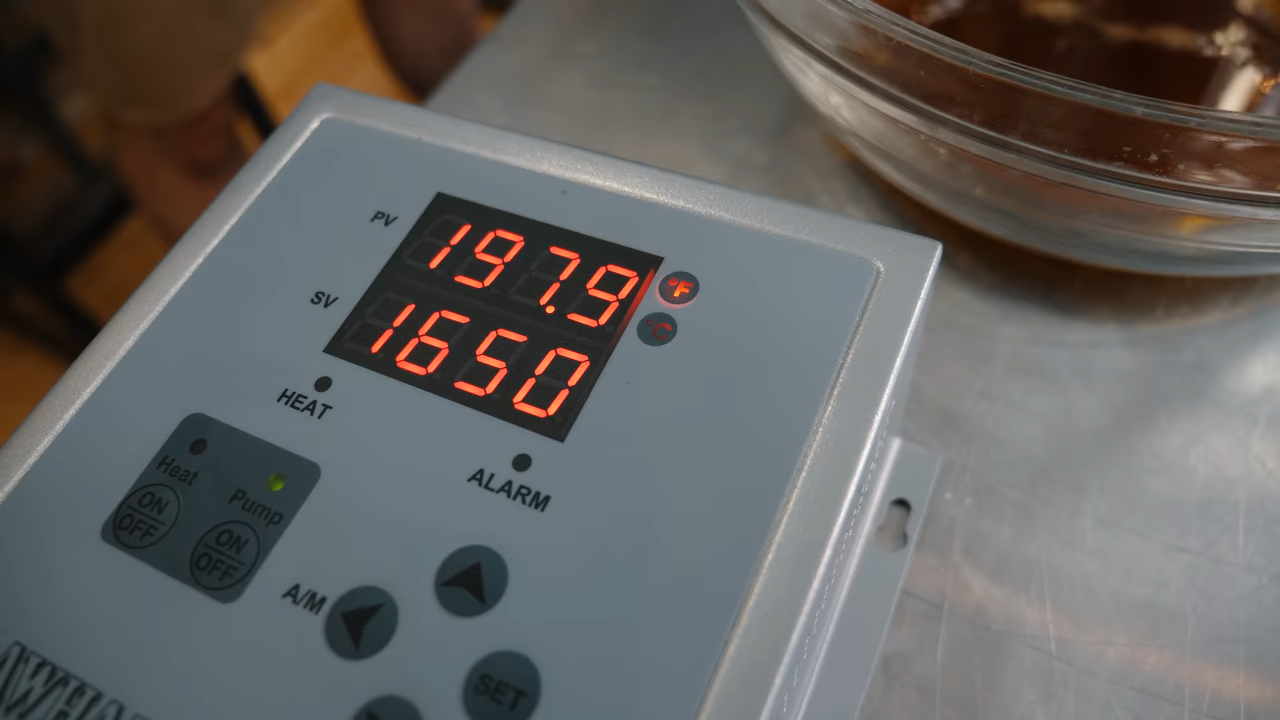 PV 197.9 °F
SV 1650 °C
HEAT
ALARM
Heat Pump
ON OFF
ON OFF
A/M
SET